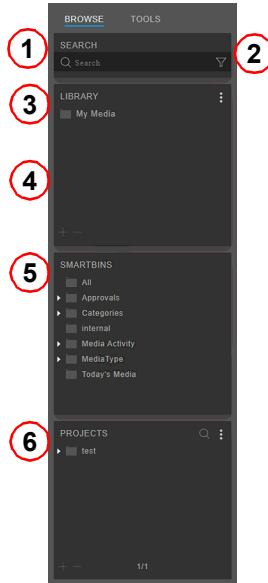 BROWSE TOOLS
1 SEARCH
Search 2
3 LIBRARY
My Media
4
+ −
5 SMARTBINS
All
Approvals
Categories
internal
Media Activity
MediaType
Today's Media
6 PROJECTS
test
+ − 1/1